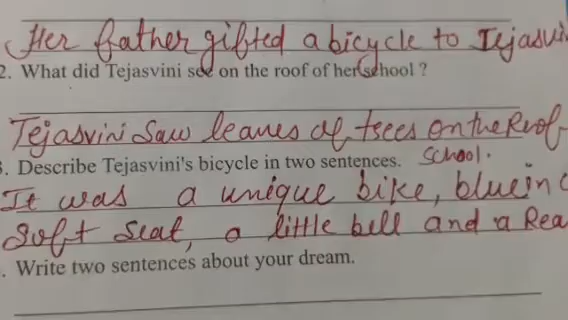 Her father gifted a bicycle to Tejasvi
2. What did Tejasvini see on the roof of her school ?
Tejasvini Saw leaves of trees on the Roof
3. Describe Tejasvini's bicycle in two sentences. School.
It was a unique bike, blue in c
Soft Seat, a little bell and a Rea
. Write two sentences about your dream.